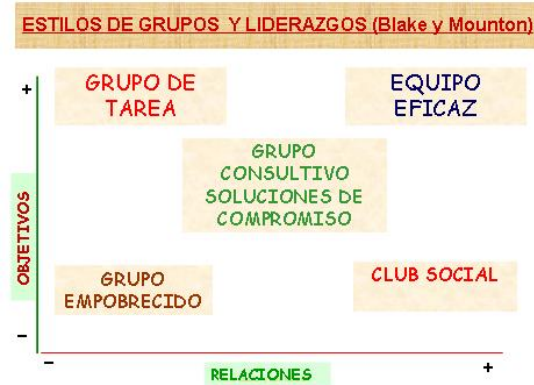 ESTILOS DE GRUPOS Y LIDERAZGOS (Blake y Mounton)
+
GRUPO DE
TAREA
EQUIPO
EFICAZ
GRUPO
CONSULTIVO
SOLUCIONES DE
COMPROMISO
OBJETIVOS
GRUPO
EMPOBRECIDO
CLUB SOCIAL
–
–
RELACIONES
+